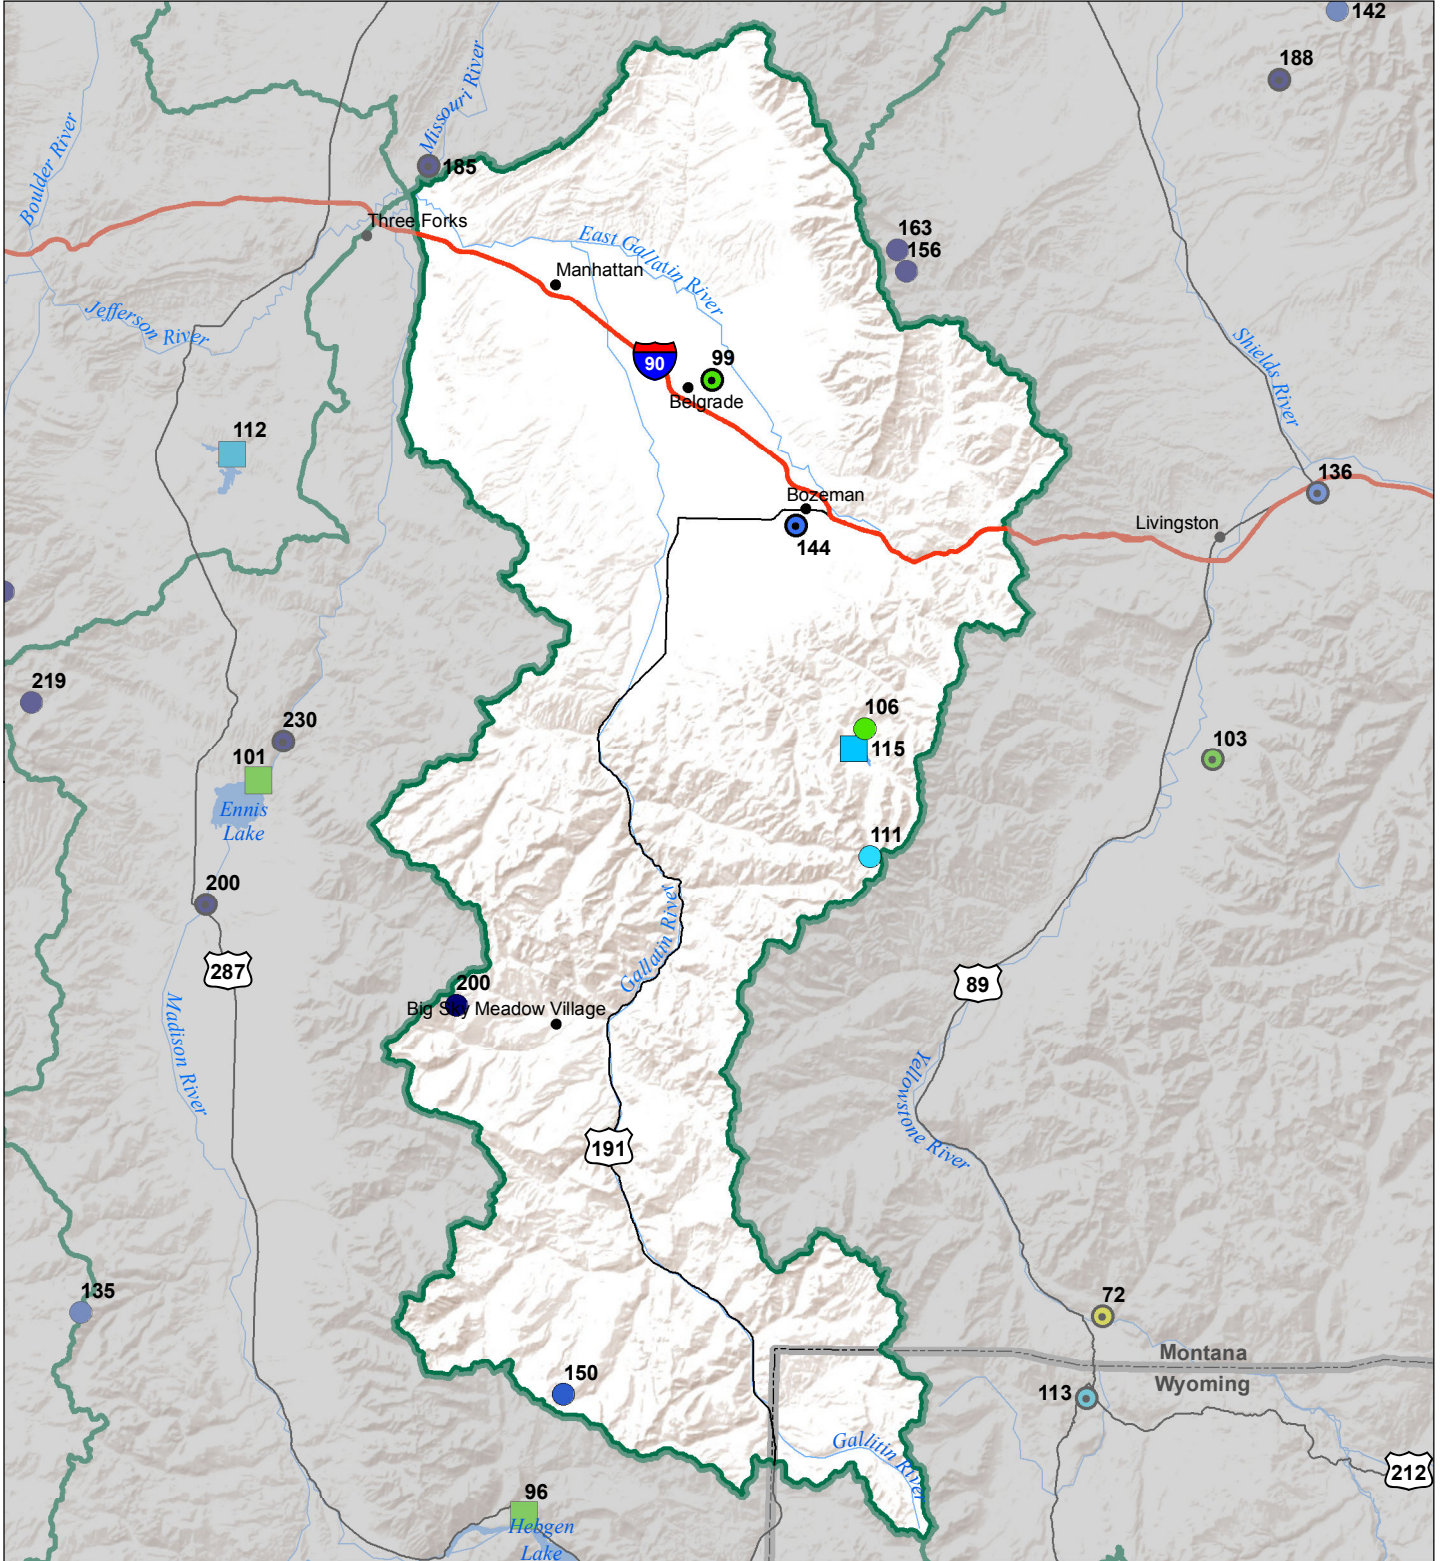 142
188
Missouri River
Boulder River
185
Three Forks
163
156
East Gallatin River
Manhattan
Jefferson River
Shields River
90
99
Belgrade
112
136
Bozeman
Livingston
144
219
230
106
101
115
103
Ennis
Lake
111
200
Gallatin River
287
200
89
Big Sky Meadow Village
Madison River
Yellowstone River
191
135
72
Montana
Wyoming
150
113
Gallitin River
212
96
Hebgen
Lake